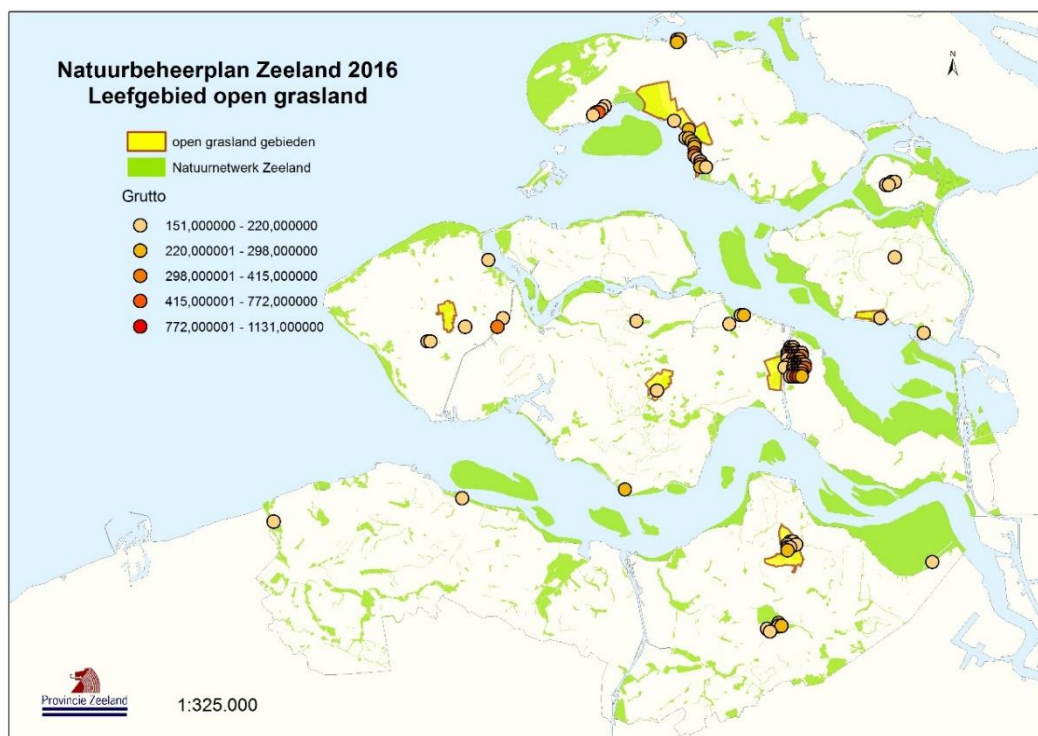 Natuurbeheerplan Zeeland 2016
Leefgebied open grasland
open grasland gebieden
Natuurnetwerk Zeeland
Grutto
151,000000 - 220,000000
220,000001 - 298,000000
298,000001 - 415,000000
415,000001 - 772,000000
772,000001 - 1131,000000
N
Provincie Zeeland
1:325.000